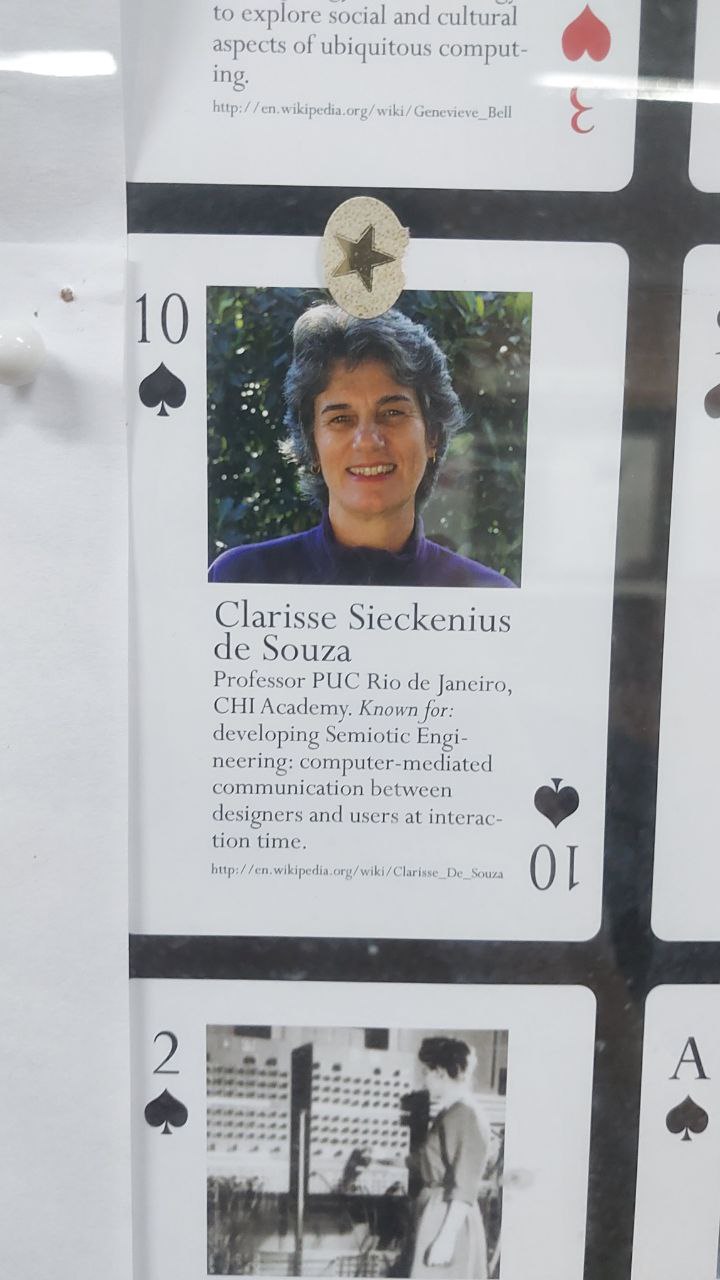 to explore social and cultural
aspects of ubiquitous comput-
ing.
http://en.wikipedia.org/wiki/Genevieve_Bell
3
10
Clarisse Sieckenius
de Souza
Professor PUC Rio de Janeiro,
CHI Academy. Known for:
developing Semiotic Engi-
neering: computer-mediated
communication between
designers and users at interac-
tion time.
http://en.wikipedia.org/wiki/Clarisse_De_Souza
10
2
A